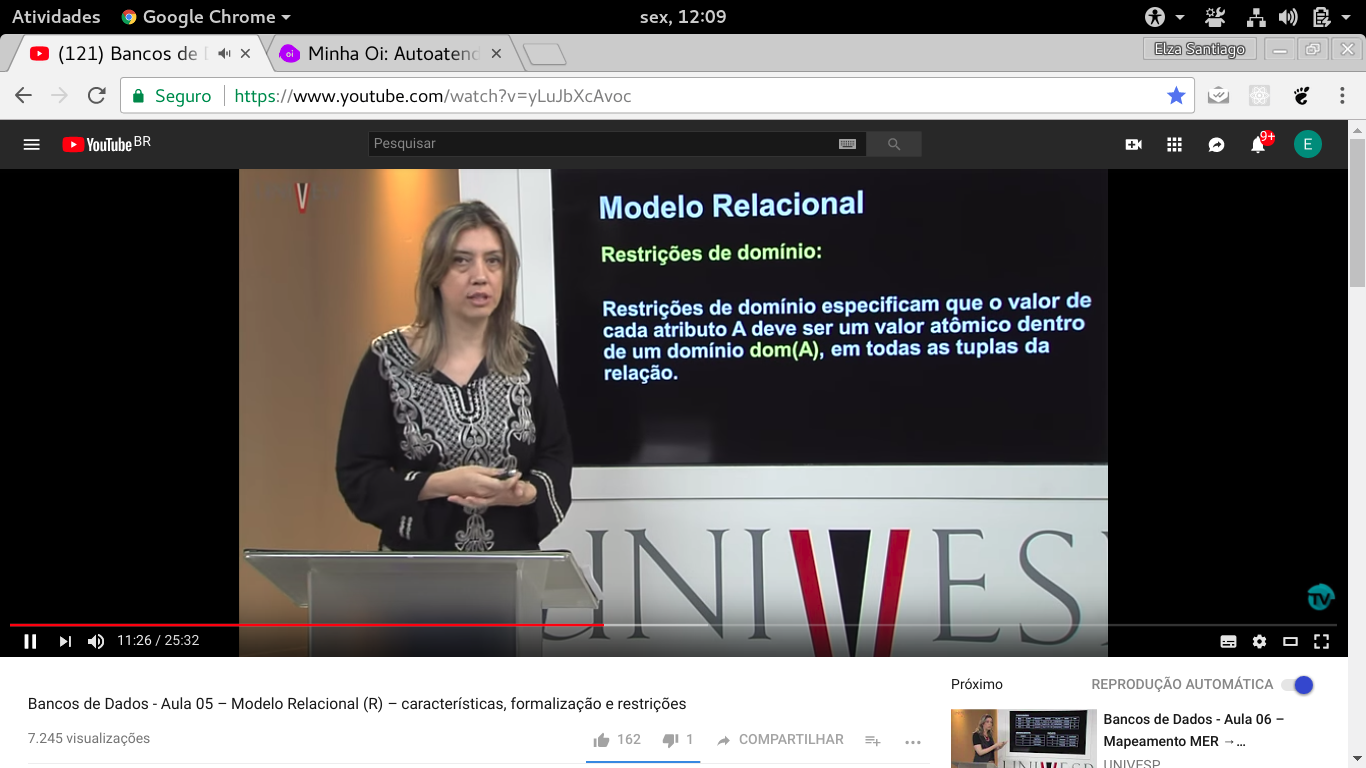 Atividades
Google Chrome
sex, 12:09
(121) Bancos de
Minha Oi: Autoatend
Elza Santiago
Seguro
https://www.youtube.com/watch?v=yLuJbXcAvoc
YouTube BR
Pesquisar
9+
E
Modelo Relacional
Restrições de domínio:
Restrições de domínio especificam que o valor de
cada atributo A deve ser um valor atômico dentro
de um domínio dom(A), em todas as tuplas da
relação.
UNIVESP
TV
11:26 / 25:32
Bancos de Dados - Aula 05 – Modelo Relacional (R) – características, formalização e restrições
7.245 visualizações
162
1
COMPARTILHAR
Próximo
REPRODUÇÃO AUTOMÁTICA
Bancos de Dados - Aula 06 –
Mapeamento MER →…
UNIVESP